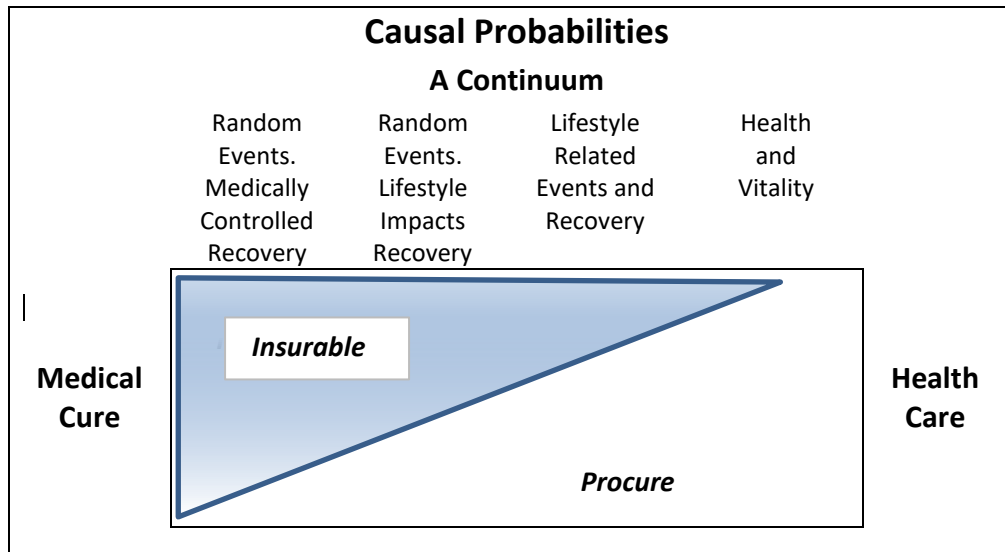 Causal Probabilities
A Continuum
Random
Events.
Medically
Controlled
Recovery
Random
Events.
Lifestyle
Impacts
Recovery
Lifestyle
Related
Events and
Recovery
Health
and
Vitality
Insurable
Medical
Cure
Health
Care
Procure